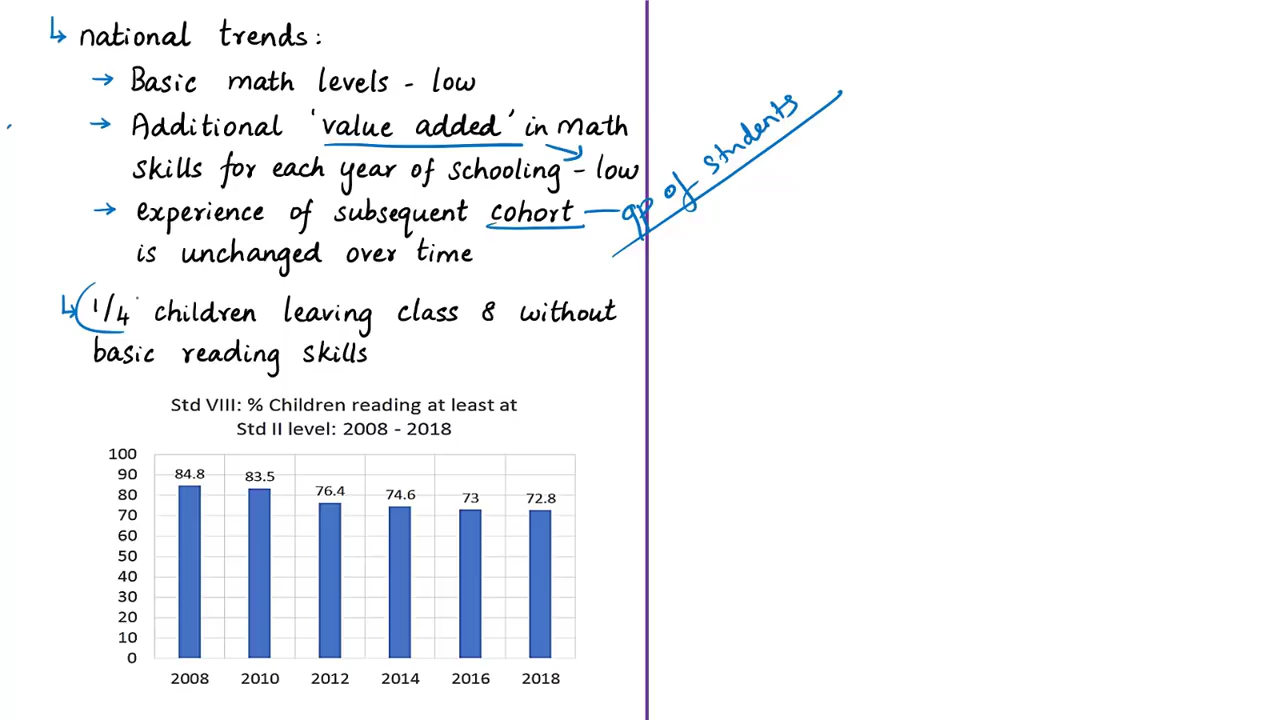 ↳ national trends:
→ Basic math levels - low
→ Additional 'value added' in math
skills for each year of schooling - low
→ experience of subsequent cohort — gp of students
is unchanged over time
↳ 1/4 children leaving class 8 without
basic reading skills
Std VIII: % Children reading at least at
Std II level: 2008 - 2018
100
90
80
70
60
50
40
30
20
10
0
84.8 83.5 76.4 74.6 73 72.8
2008 2010 2012 2014 2016 2018